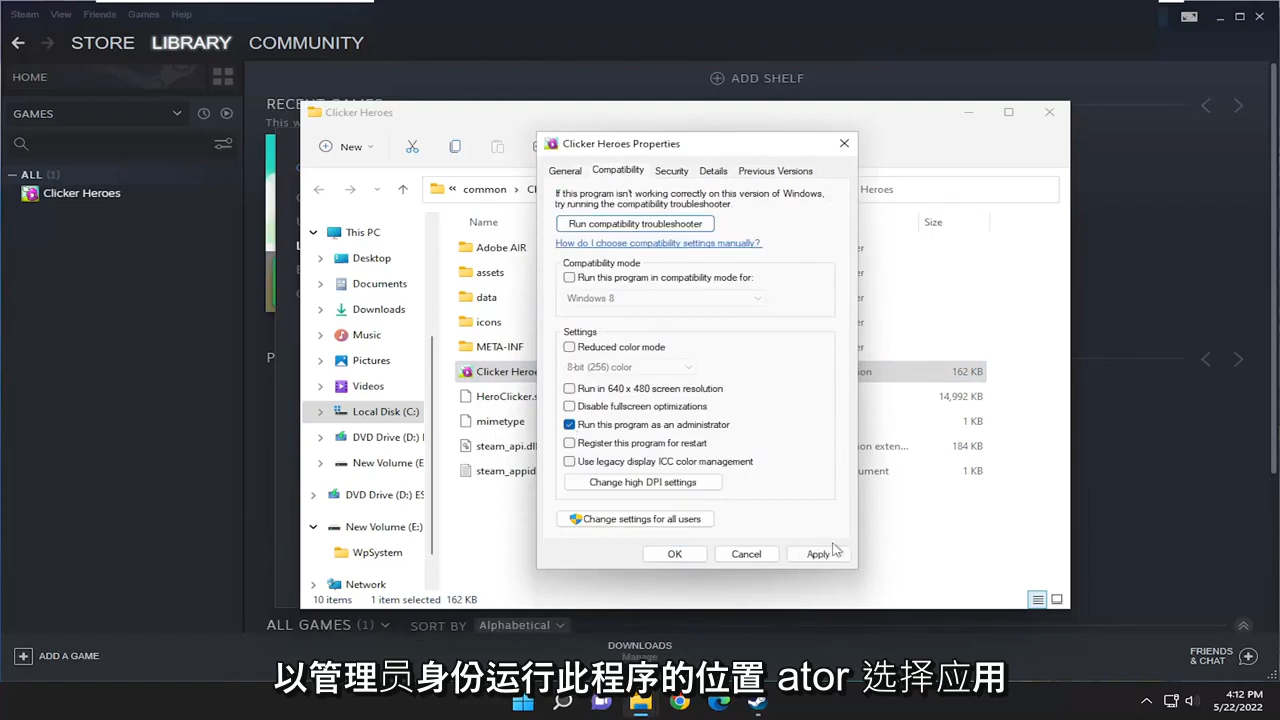 Steam View Friends Games Help
STORE LIBRARY COMMUNITY
HOME
ADD SHELF
GAMES
ALL (1)
Clicker Heroes
Clicker Heroes
New
common
Heroes
Name
Size
This PC
Desktop
Documents
Downloads
Music
Pictures
Videos
Local Disk (C:)
DVD Drive (D:)
New Volume (E
DVD Drive (D:) ES
New Volume (E:)
WpSystem
Network
Adobe AIR
assets
data
icons
META-INF
Clicker Hero
162 KB
HeroClicker.s
14,992 KB
mimetype
1 KB
steam_api.dl
on exten...
184 KB
steam_appid
ument
1 KB
10 items 1 item selected 162 KB
Clicker Heroes Properties
General Compatibility Security Details Previous Versions
If this program isn't working correctly on this version of Windows,
try running the compatibility troubleshooter.
Run compatibility troubleshooter
How do I choose compatibility settings manually?
Compatibility mode
Run this program in compatibility mode for:
Windows 8
Settings
Reduced color mode
8-bit (256) color
Run in 640 x 480 screen resolution
Disable fullscreen optimizations
Run this program as an administrator
Register this program for restart
Use legacy display ICC color management
Change high DPI settings
Change settings for all users
OK Cancel Apply
ALL GAMES (1) SORT BY Alphabetical
ADD A GAME
DOWNLOADS
Manage
FRIENDS
& CHAT
以管理员身份运行此程序的位置 ator 选择应用
4:12 PM
5/22/2022